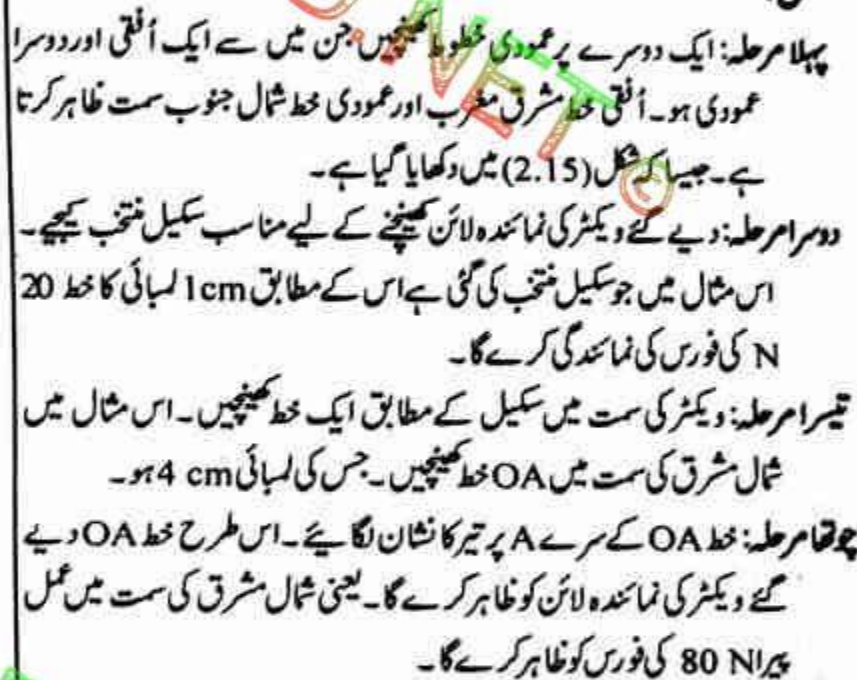 .NET ©
پہلا مرحلہ: ایک دوسرے پر عمودی خطوط کھینچیں جن میں سے ایک اُفقی اور دوسرا
عمودی ہو۔ اُفقی خط مشرق مغرب اور عمودی خط شمال جنوب سمت ظاہر کرتا
ہے۔ جیسا کہ شکل (2.15) میں دکھایا گیا ہے۔
دوسرا مرحلہ: دیے گئے ویکٹر کی نمائندہ لائن کھینچنے کے لیے مناسب سکیل منتخب کیجیے۔
اس مثال میں جو سکیل منتخب کی گئی ہے اس کے مطابق 1cm لمبائی کا خط 20
N کی فورس کی نمائندگی کرے گا۔
تیسرا مرحلہ: ویکٹر کی سمت میں سکیل کے مطابق ایک خط کھینچیں۔ اس مثال میں
شمال مشرق کی سمت میں OA خط کھینچیں۔ جس کی لمبائی 4 cm ہو۔
چوتھا مرحلہ: خط OA کے سرے A پر تیر کا نشان لگائیے۔ اس طرح خط OA دیے
گئے ویکٹر کی نمائندہ لائن کو ظاہر کرے گا۔ یعنی شمال مشرق کی سمت میں عمل
پیرا 80 N کی فورس کو ظاہر کرے گا۔